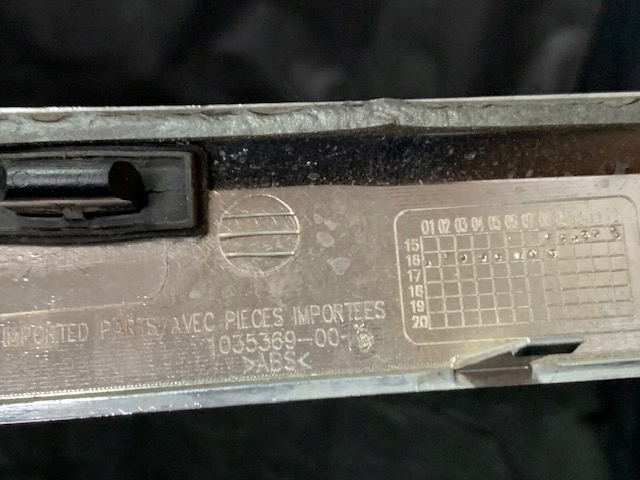 IMPORTED PARTS/AVEC PIECES IMPORTEES
1035369-00-
>ABS<
01 02 03 04 05 06 07 08
15
16
17
18
19
20